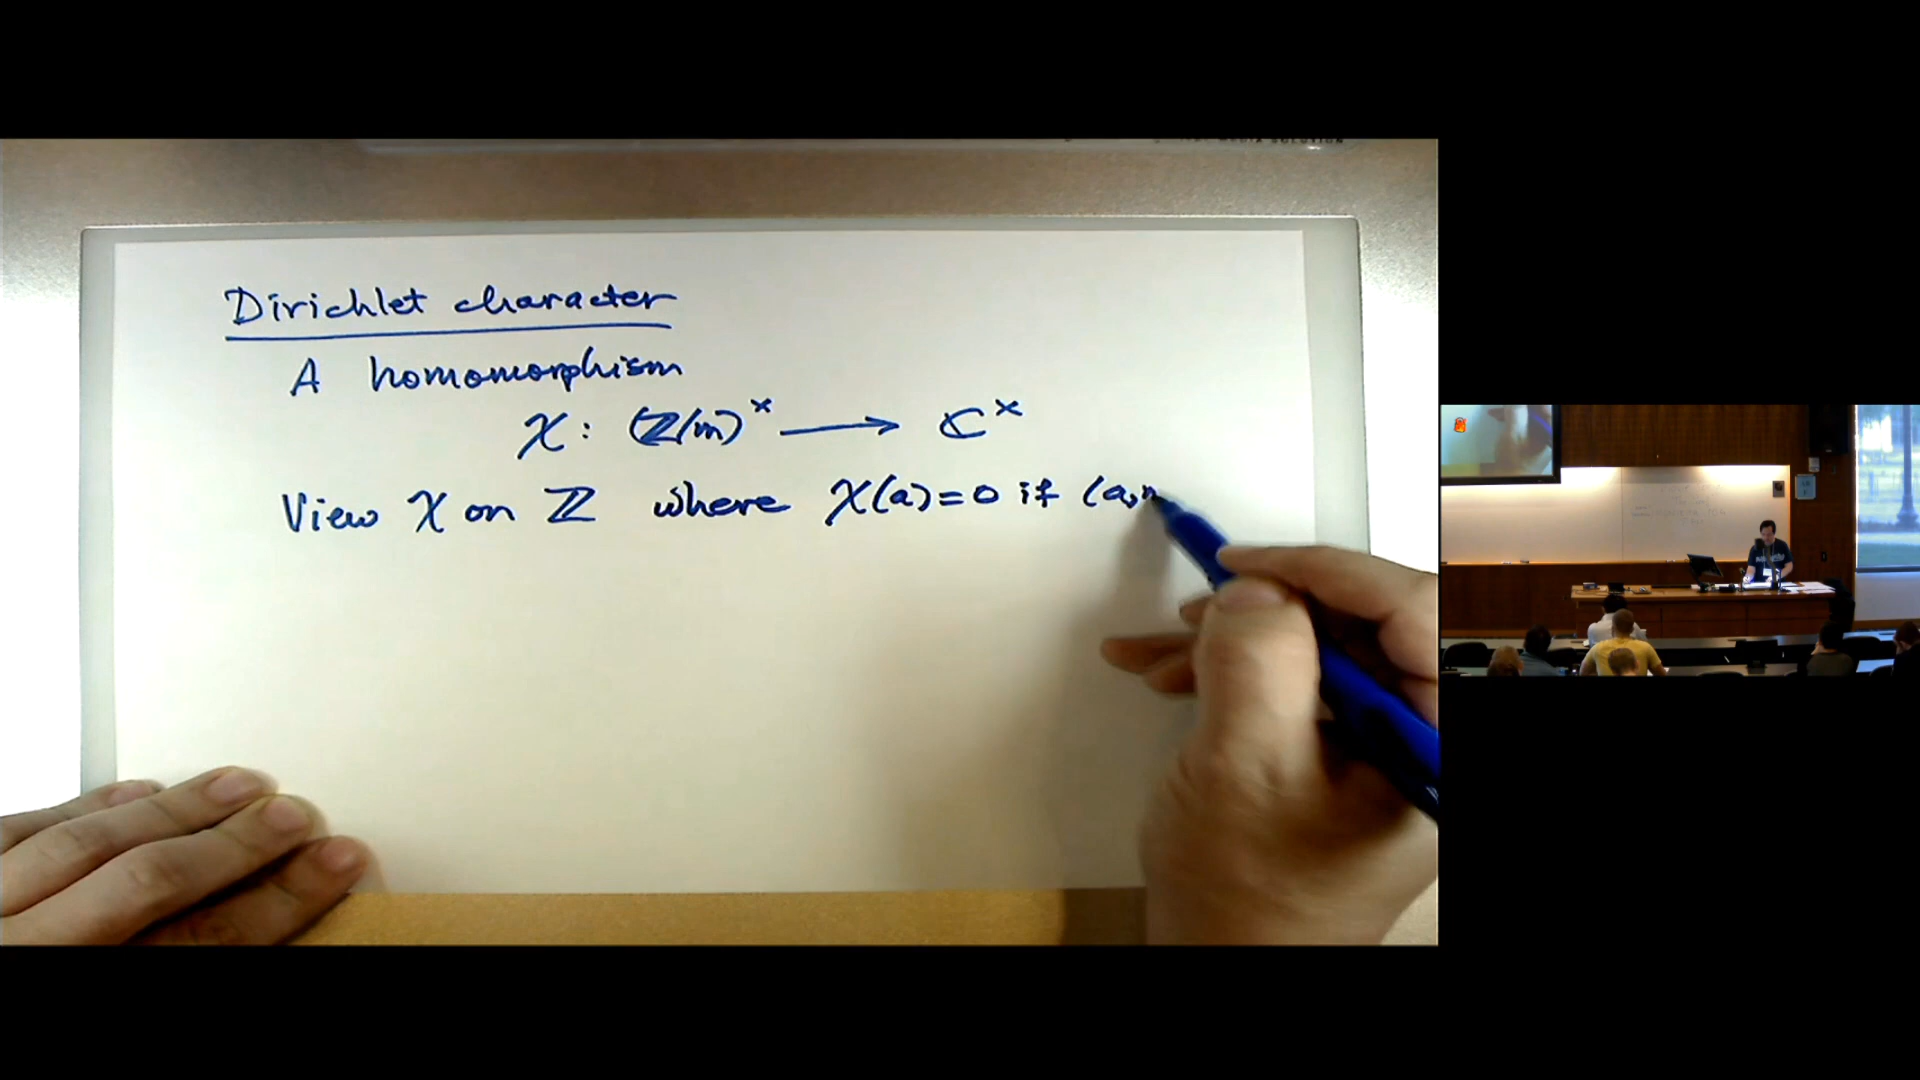 Dirichlet character
A homomorphism
χ: (ℤ/m)^× ⟶ ℂ^×
View χ on ℤ where χ(a)=0 if (a,